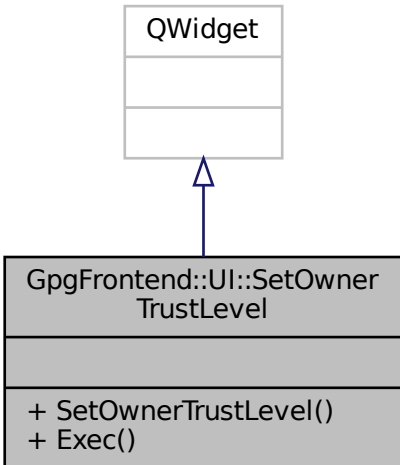 QWidget
GpgFrontend::UI::SetOwner
TrustLevel
+ SetOwnerTrustLevel()
+ Exec()